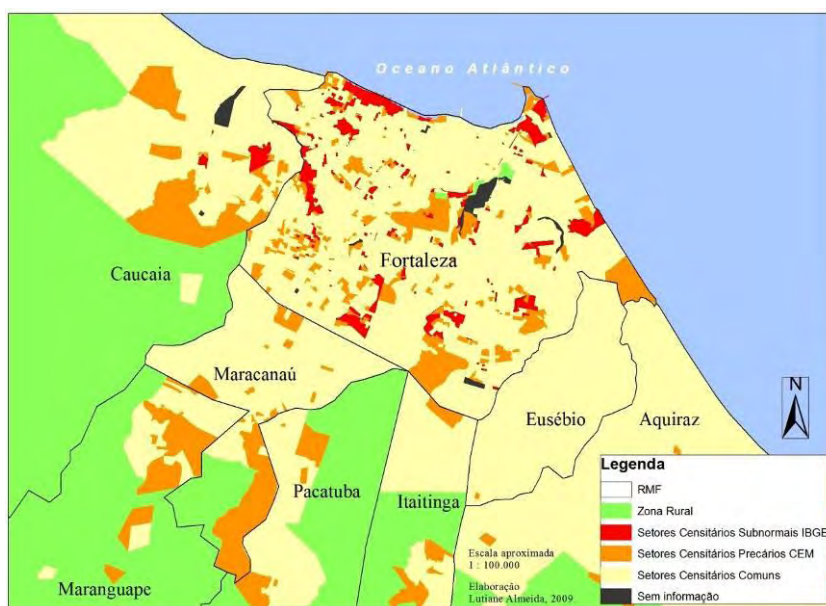 Oceano Atlântico
Caucaia
Fortaleza
Maracanaú
Eusébio
Aquiraz
Pacatuba
Itaitinga
Maranguape
N
Escala aproximada
1 : 100.000
Elaboração
Lutiane Almeida, 2009.
Legenda
RMF
Zona Rural
Setores Censitários Subnormais IBGE
Setores Censitários Precários CEM
Setores Censitários Comuns
Sem informação